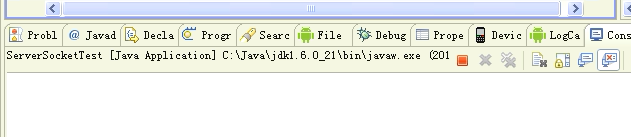 Probl @ Javad Decla Progr Searc File Debug Prope Devic LogCa Cons
ServerSocketTest [Java Application] C:\Java\jdk1.6.0_21\bin\javaw.exe (201